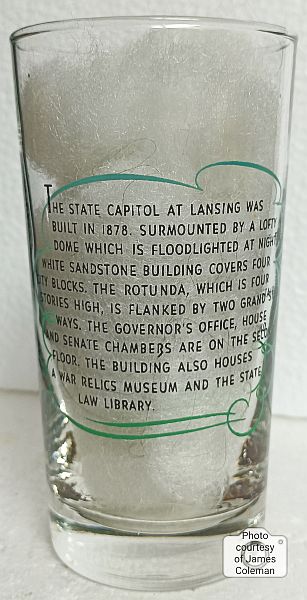 The State Capitol at Lansing was
built in 1878. Surmounted by a lofty
dome which is floodlighted at night
white sandstone building covers four
city blocks. The rotunda, which is four
stories high, is flanked by two grand
ways. The Governor's office, House
and Senate chambers are on the
floor. The building also houses
a war relics museum and the State
Law Library.
Photo
courtesy
of James
Coleman